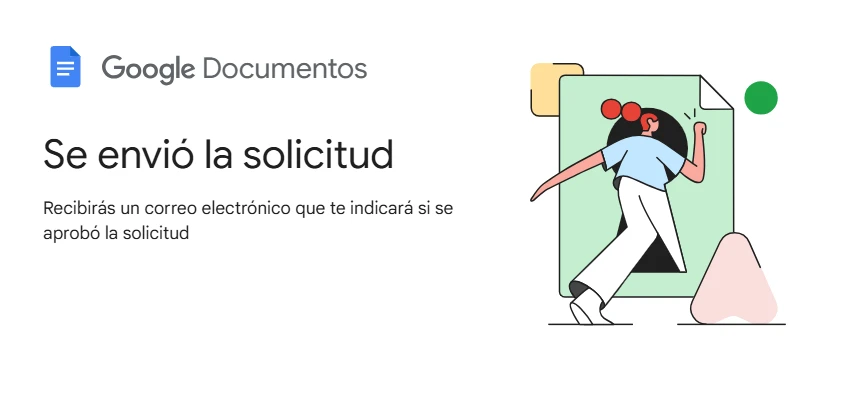 Google Documentos
Se envió la solicitud
Recibirás un correo electrónico que te indicará si se
aprobó la solicitud